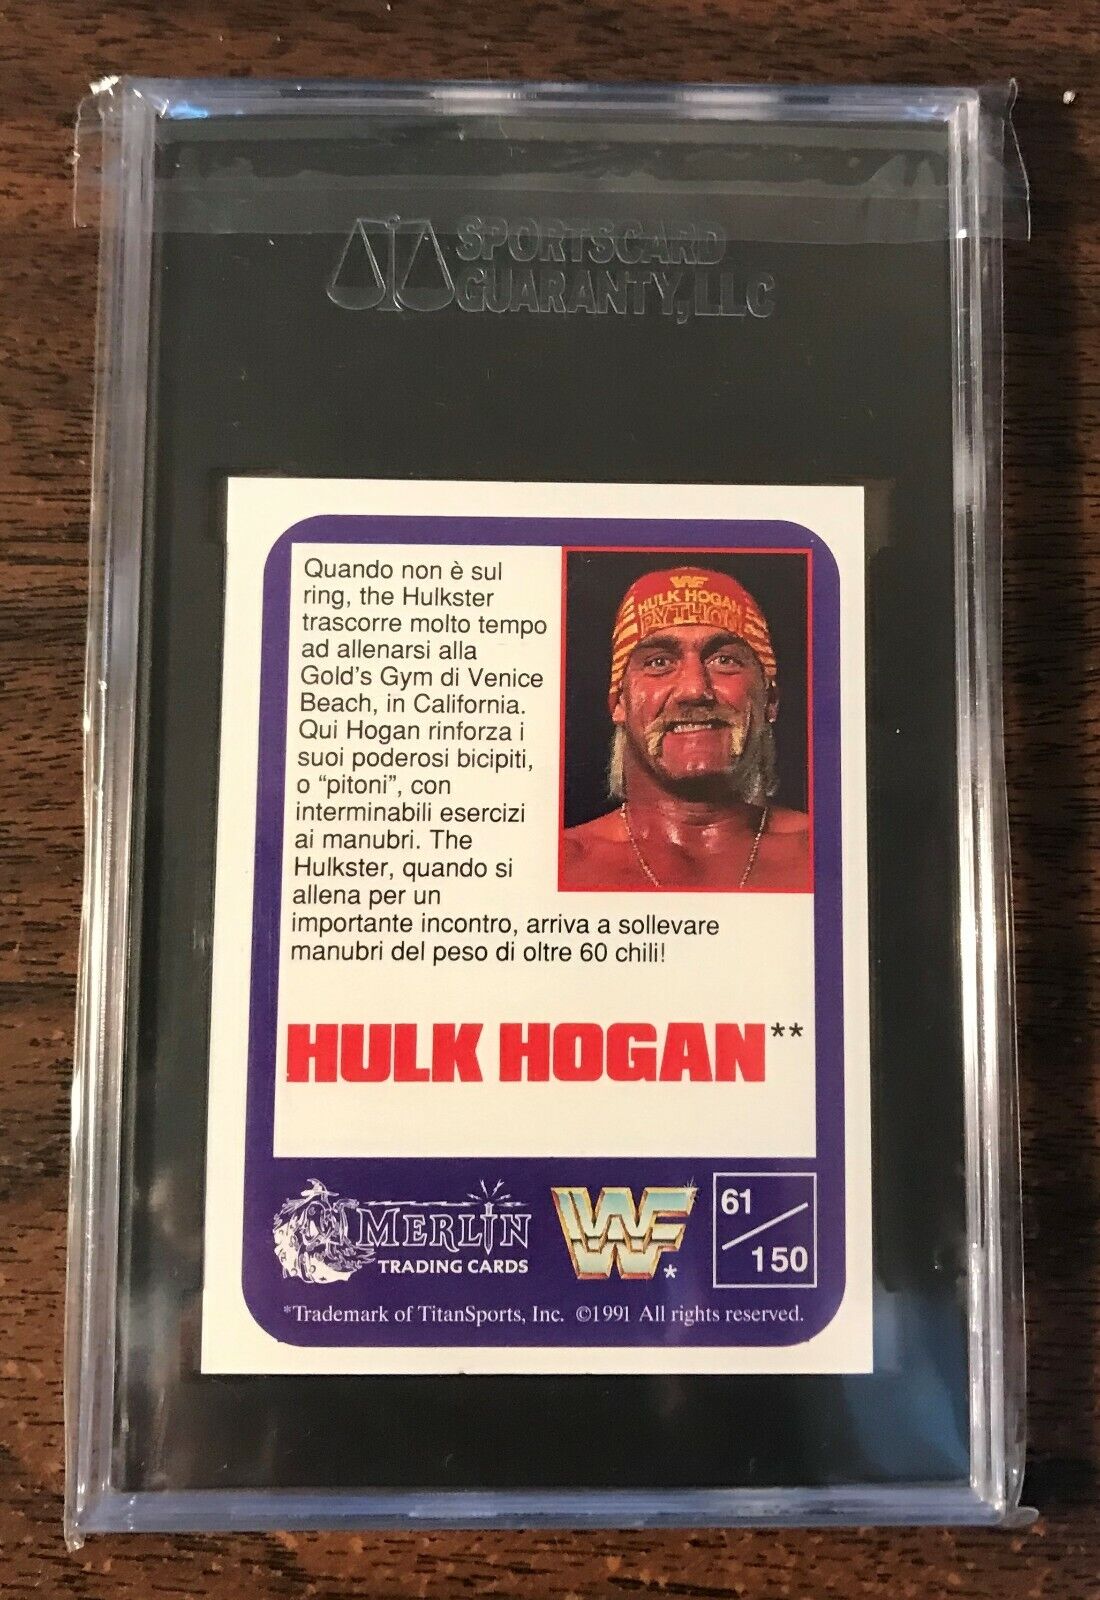 SPORTSCARD
GUARANTY, LLC
Quando non è sul
ring, the Hulkster
trascorre molto tempo
ad allenarsi alla
Gold's Gym di Venice
Beach, in California.
Qui Hogan rinforza i
suoi poderosi bicipiti,
o “pitoni”, con
interminabili esercizi
ai manubri. The
Hulkster, quando si
allena per un
importante incontro, arriva a sollevare
manubri del peso di oltre 60 chili!
WF
HULK HOGAN
PYTHON
HULK HOGAN**
MERLIN
TRADING CARDS
WF*
61/150
*Trademark of TitanSports, Inc. ©1991 All rights reserved.